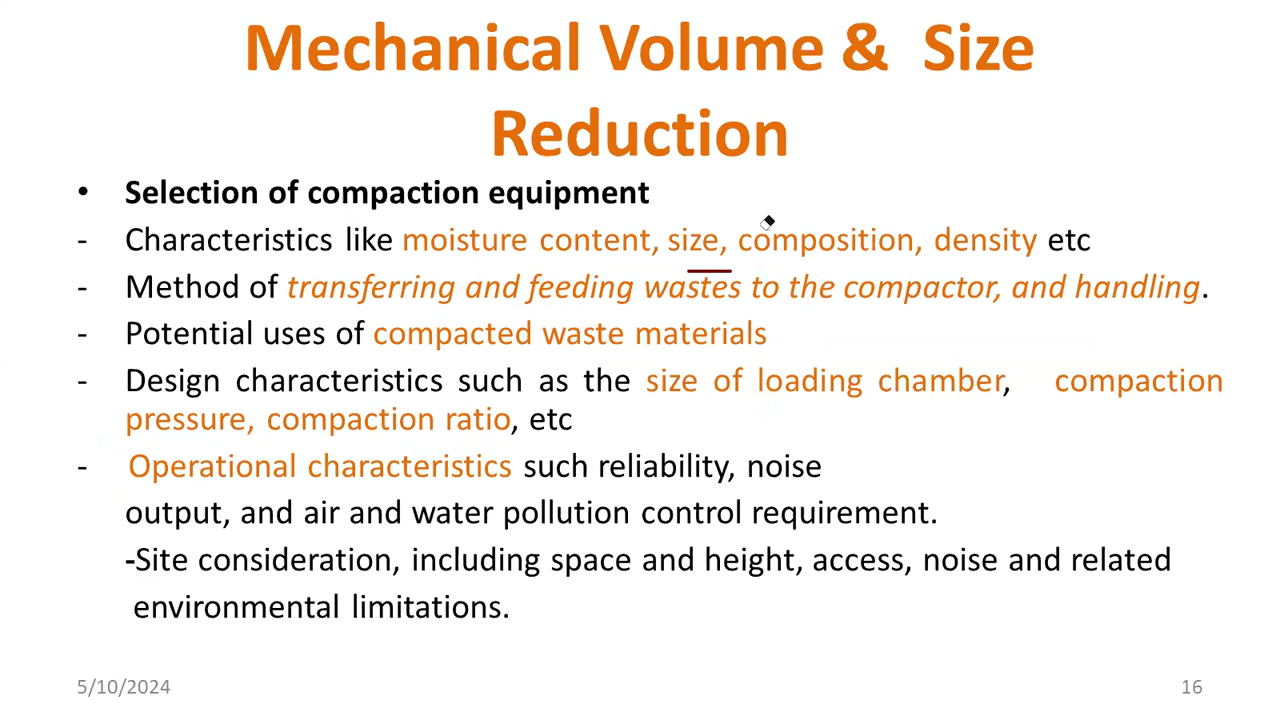 Mechanical Volume &  Size
Reduction
• Selection of compaction equipment
- Characteristics like moisture content, size, composition, density etc
- Method of transferring and feeding wastes to the compactor, and handling.
- Potential uses of compacted waste materials
- Design characteristics such as the size of loading chamber, compaction
pressure, compaction ratio, etc
- Operational characteristics such reliability, noise
output, and air and water pollution control requirement.
-Site consideration, including space and height, access, noise and related
environmental limitations.
5/10/2024
16